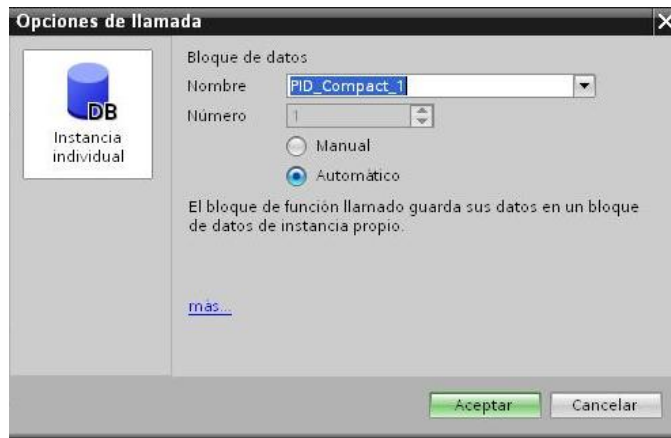 Opciones de llamada
DB
Instancia
individual
Bloque de datos
Nombre
PID_Compact_1
Número
1
Manual
Automático
El bloque de función llamado guarda sus datos en un bloque
de datos de instancia propio.
más...
Aceptar
Cancelar